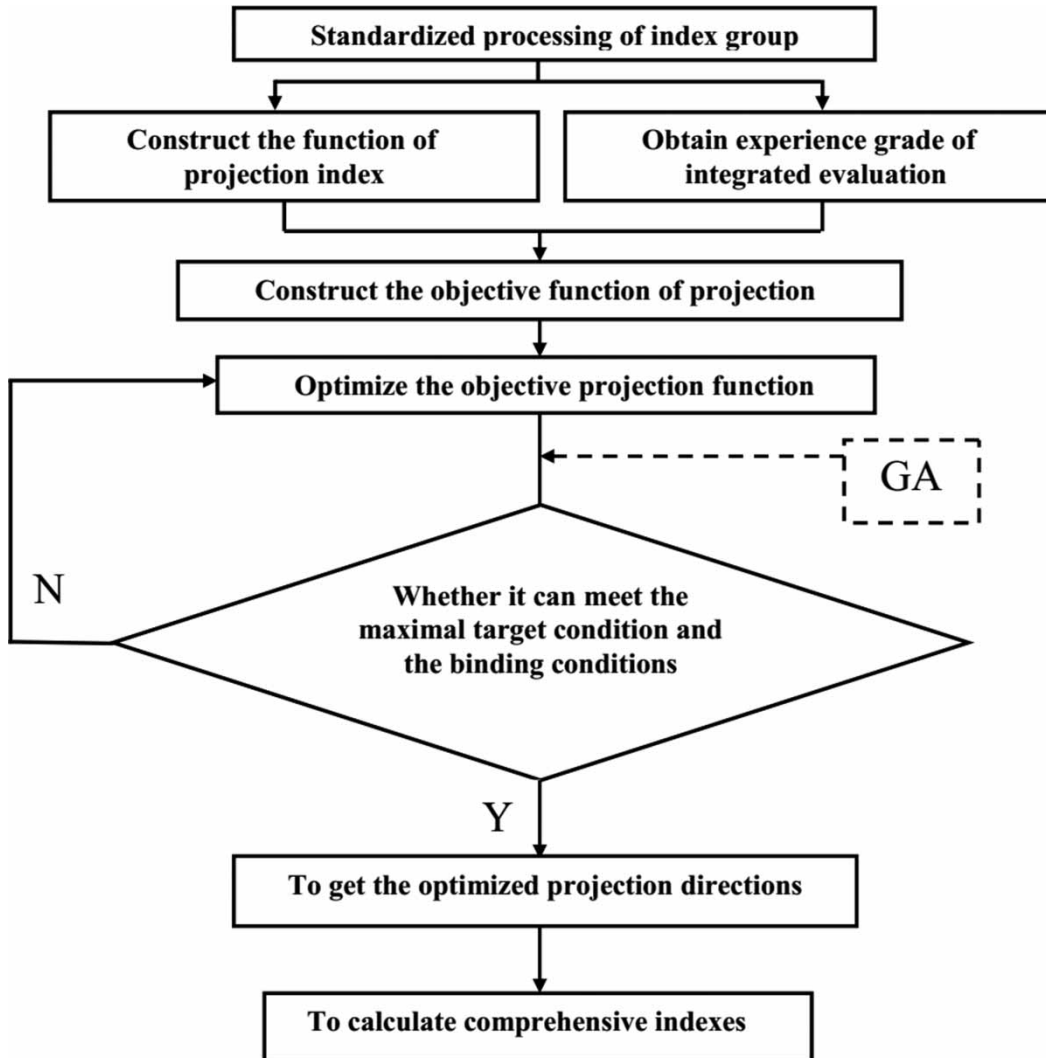 Standardized processing of index group
Construct the function of
projection index
Obtain experience grade of
integrated evaluation
Construct the objective function of projection
Optimize the objective projection function
GA
N
Whether it can meet the
maximal target condition and
the binding conditions
Y
To get the optimized projection directions
To calculate comprehensive indexes